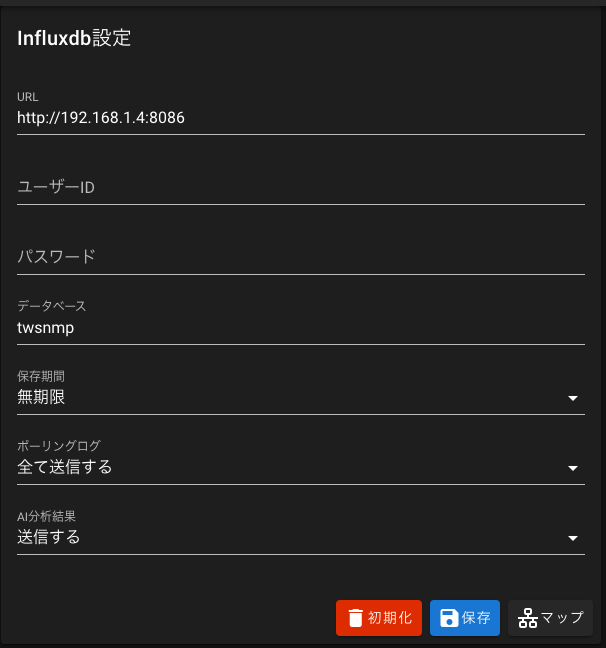 Influxdb設定
URL
http://192.168.1.4:8086
ユーザーID
パスワード
データベース
twsnmp
保存期間
無期限
ポーリングログ
全て送信する
AI分析結果
送信する
初期化
保存
マップ